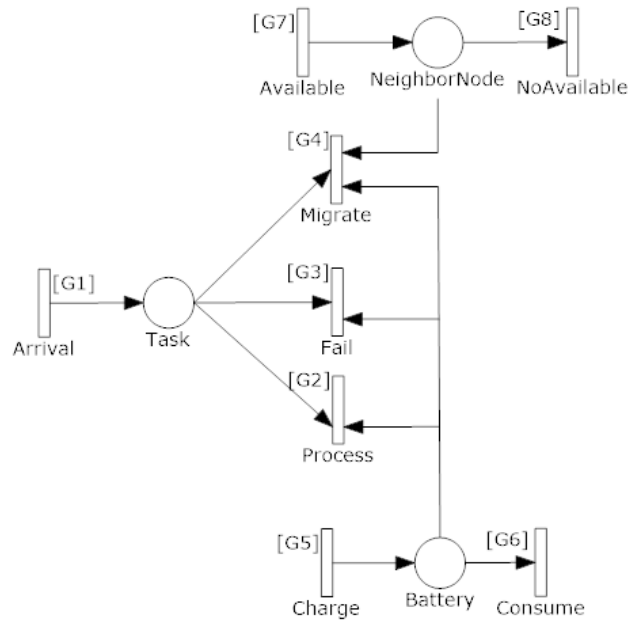 [G7]
[G8]
Available
NeighborNode
NoAvailable
[G4]
Migrate
[G1]
[G3]
Arrival
Task
Fail
[G2]
Process
[G5]
[G6]
Charge
Battery
Consume